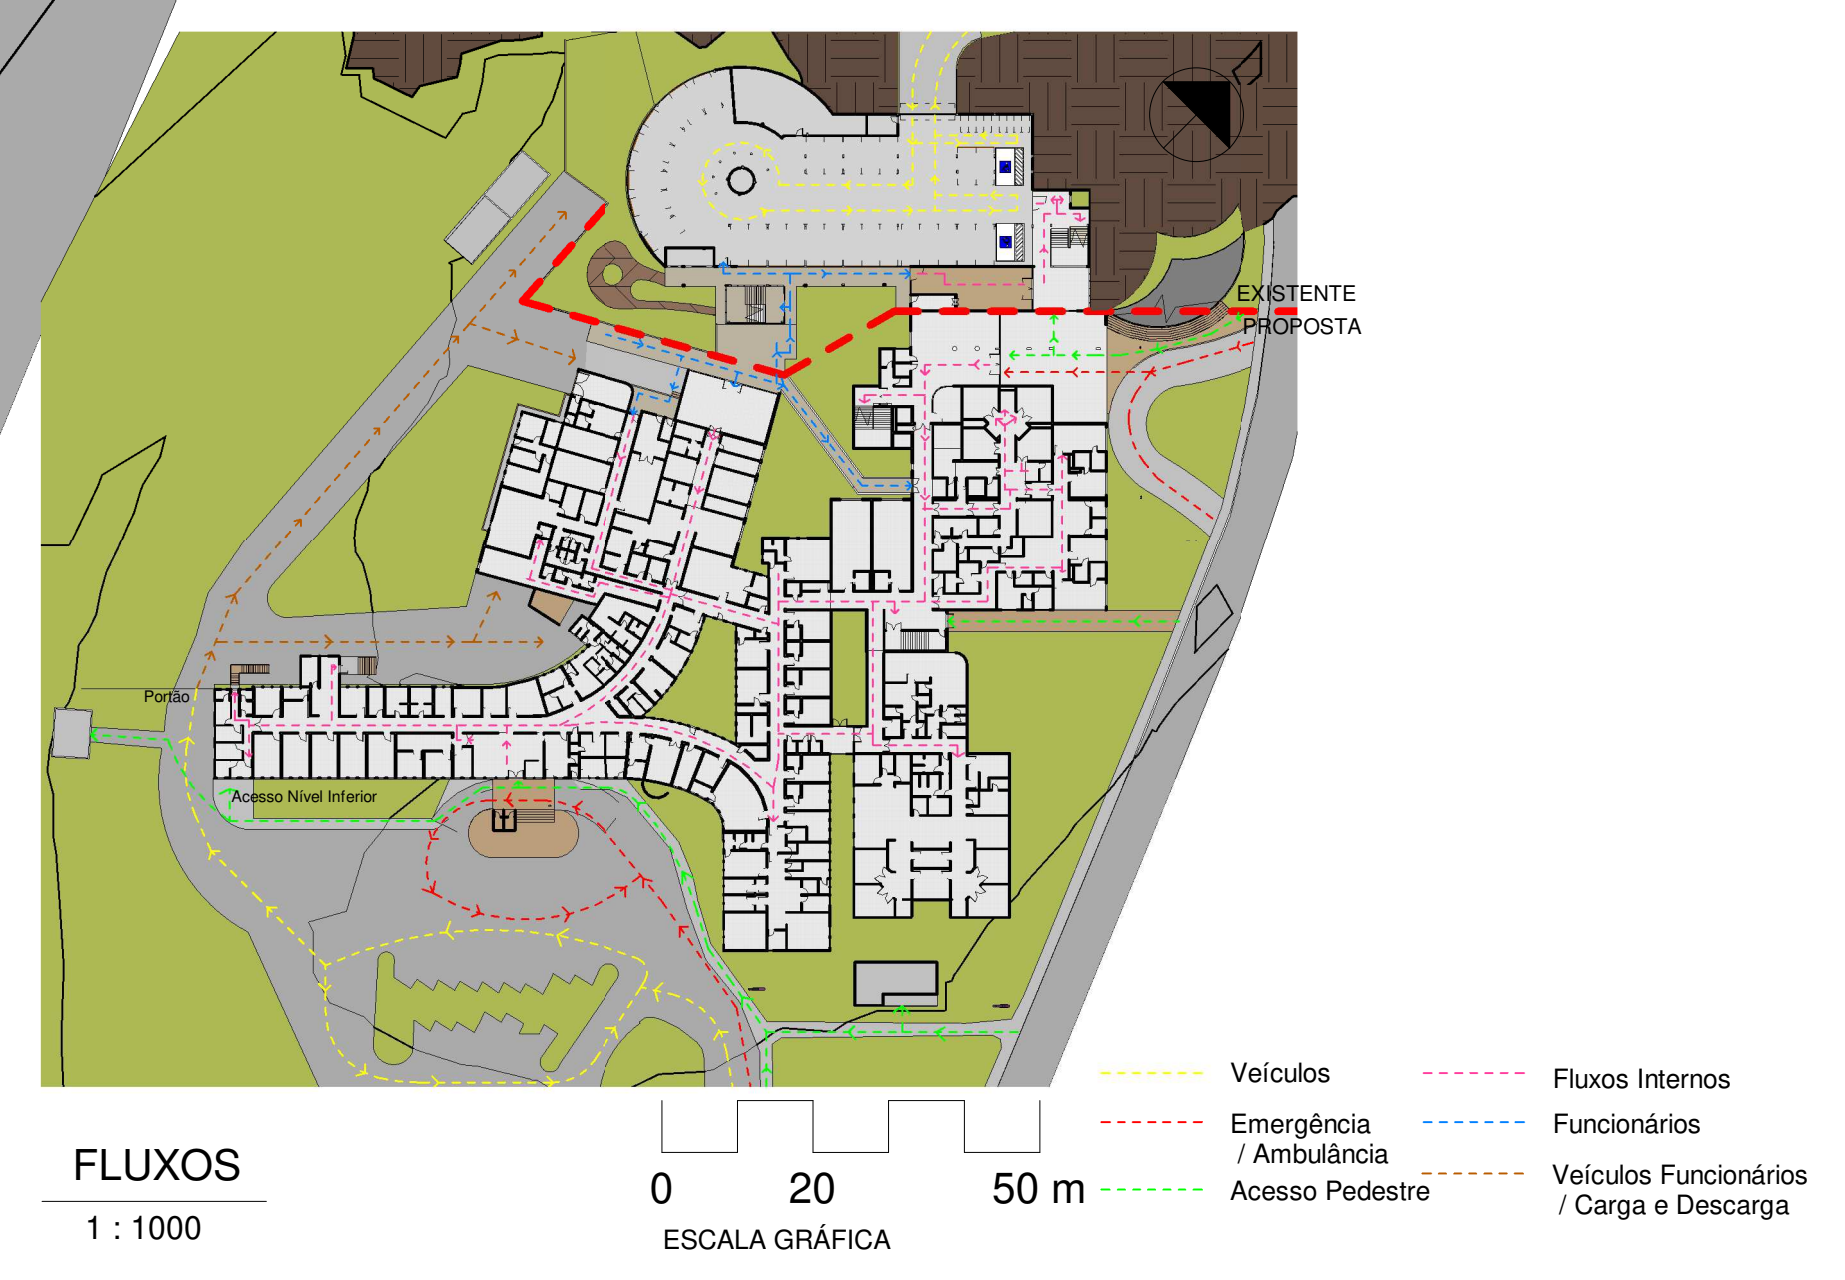 EXISTENTE
PROPOSTA
Portão
Acesso Nível Inferior
FLUXOS
1 : 1000
0 20 50 m
ESCALA GRÁFICA
Veículos
Emergência
/ Ambulância
Acesso Pedestre
Fluxos Internos
Funcionários
Veículos Funcionários
/ Carga e Descarga